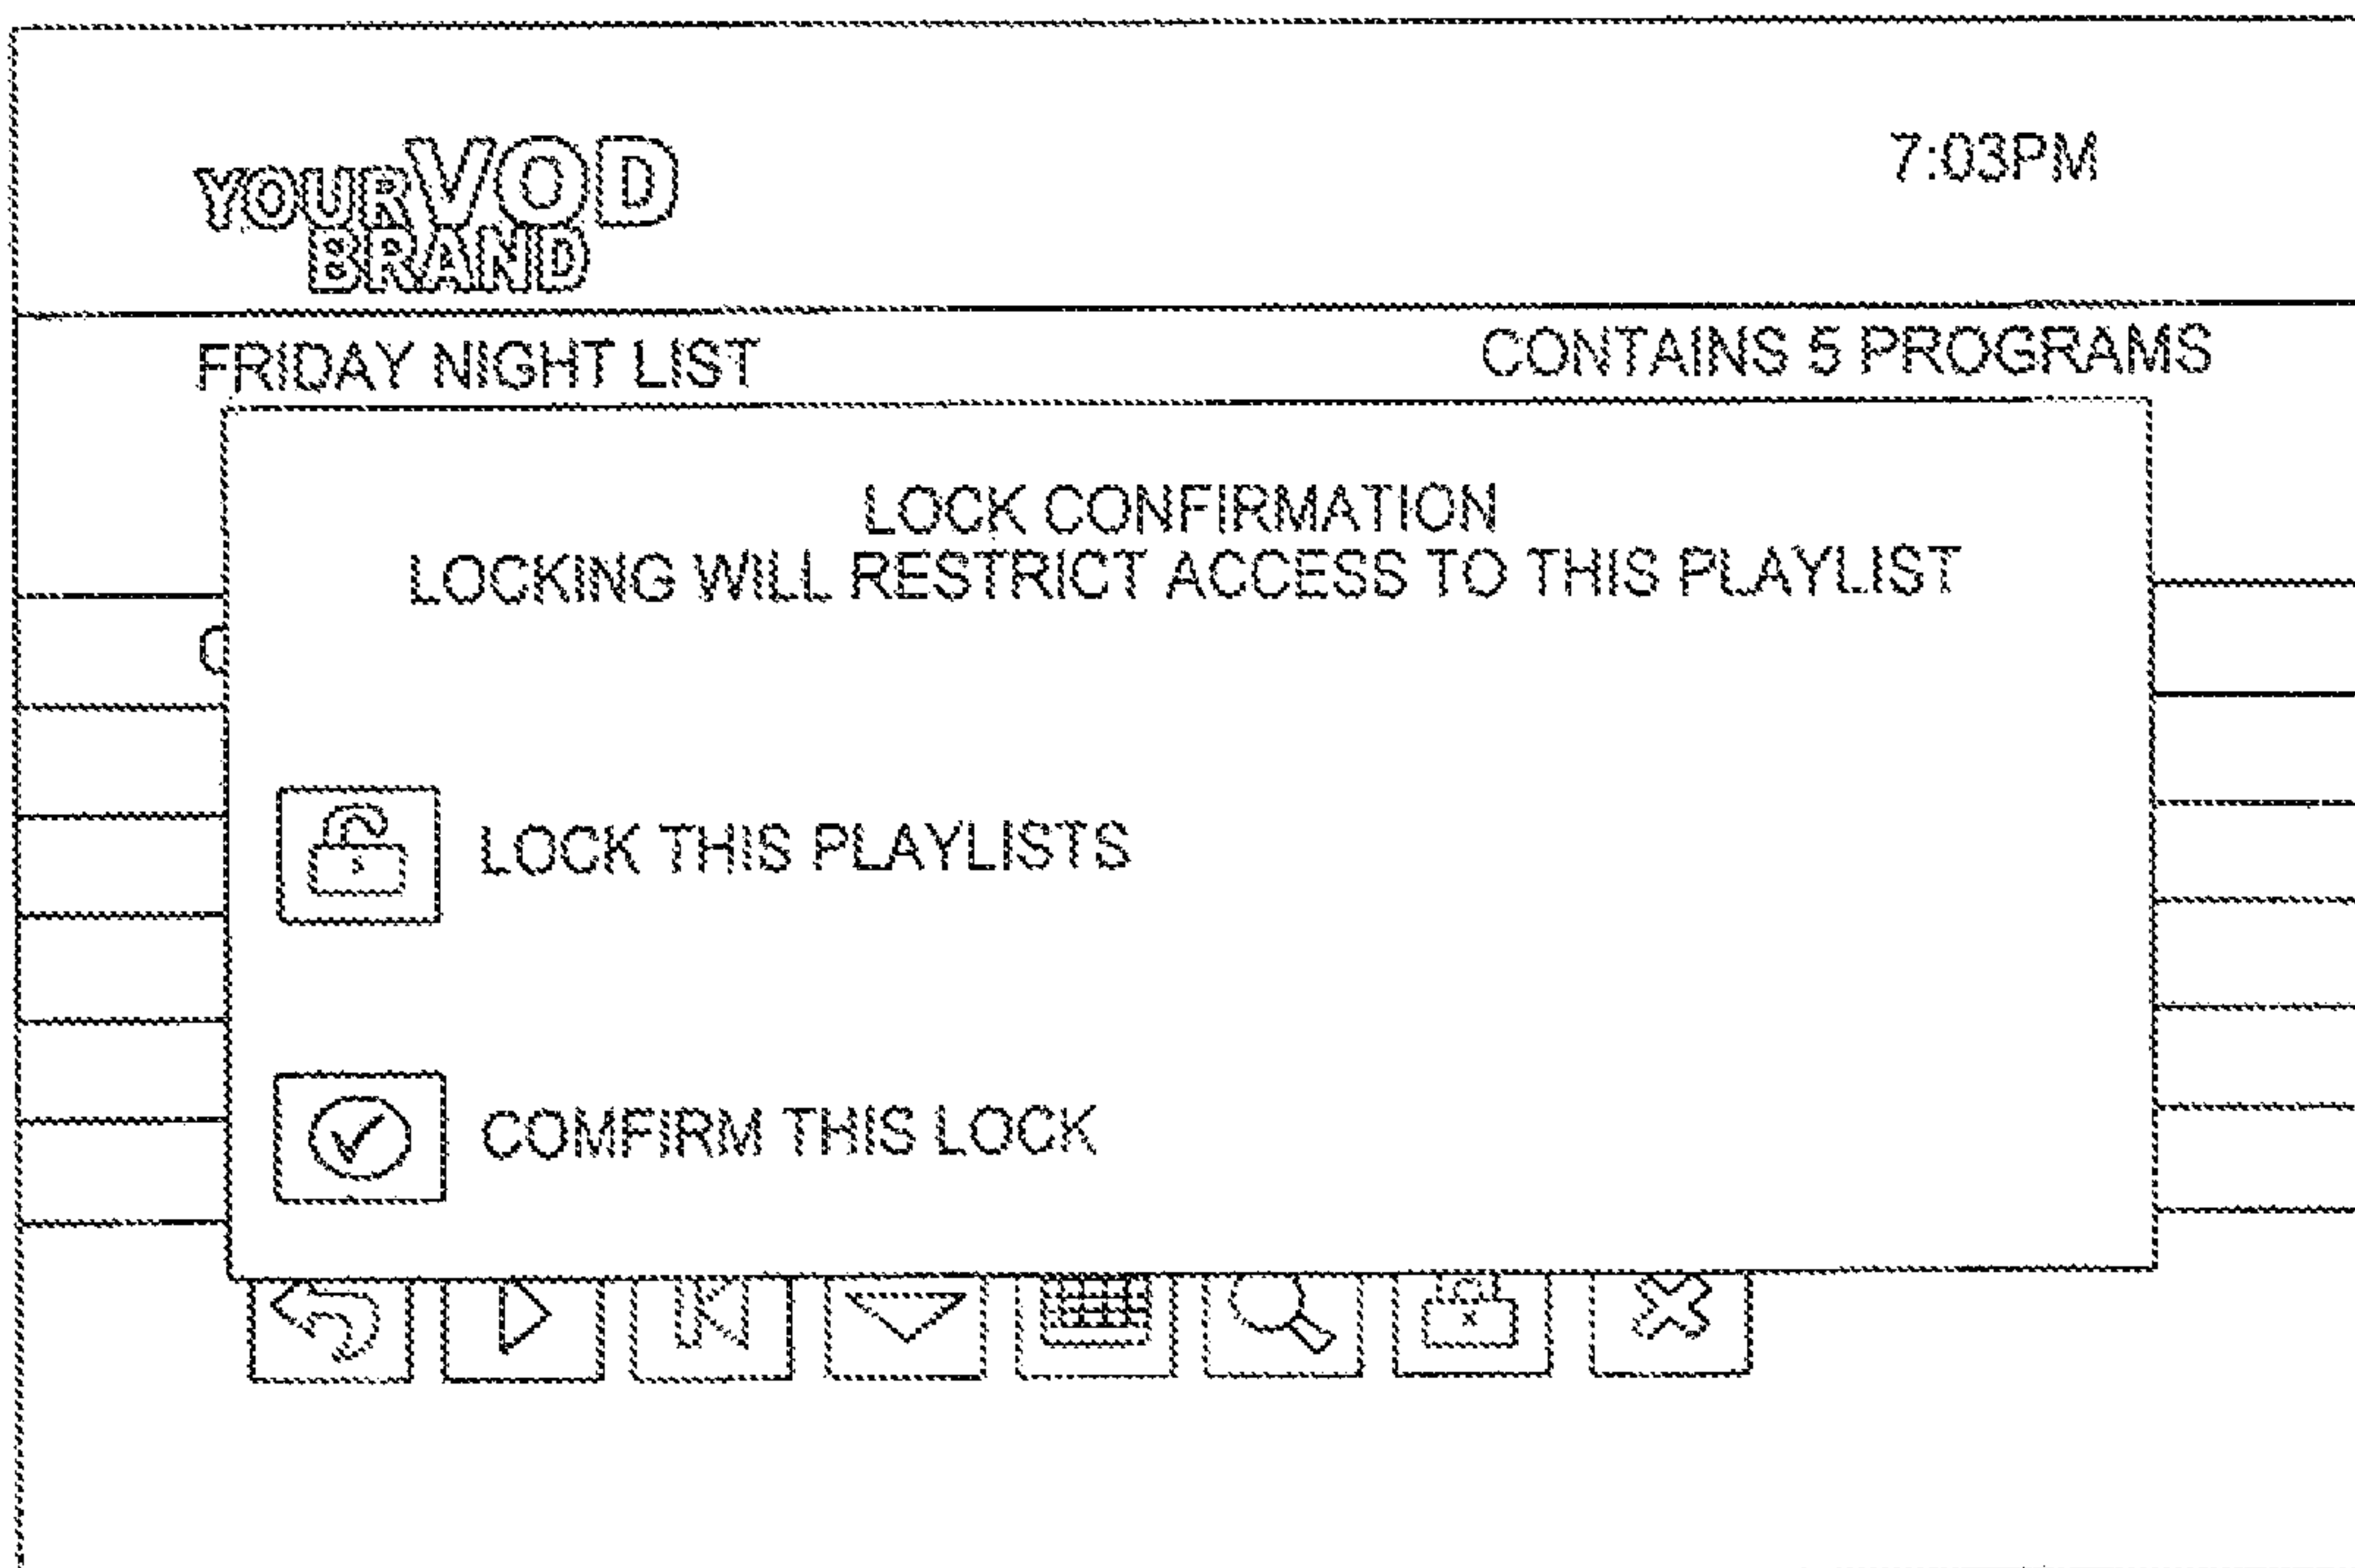 YOUR VOD
BRAND
7:03PM
FRIDAY NIGHT LIST
CONTAINS 5 PROGRAMS
LOCK CONFIRMATION
LOCKING WILL RESTRICT ACCESS TO THIS PLAYLIST
LOCK THIS PLAYLISTS
COMFIRM THIS LOCK